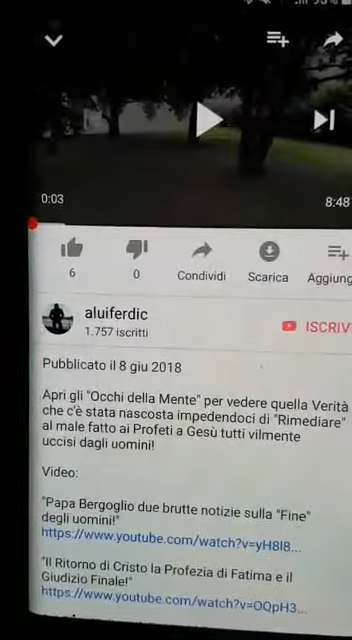 0:03
8:48
6
0
Condividi
Scarica
Aggiung
aluiferdic
1.757 iscritti
ISCRIV
Pubblicato il 8 giu 2018
Apri gli "Occhi della Mente" per vedere quella Verità
che c'è stata nascosta impedendoci di "Rimediare"
al male fatto ai Profeti a Gesù tutti vilmente
uccisi dagli uomini!
Video:
"Papa Bergoglio due brutte notizie sulla "Fine"
degli uomini!"
https://www.youtube.com/watch?v=yH8I8...
"Il Ritorno di Cristo la Profezia di Fatima e il
Giudizio Finale!"
https://www.youtube.com/watch?v=OQpH3...